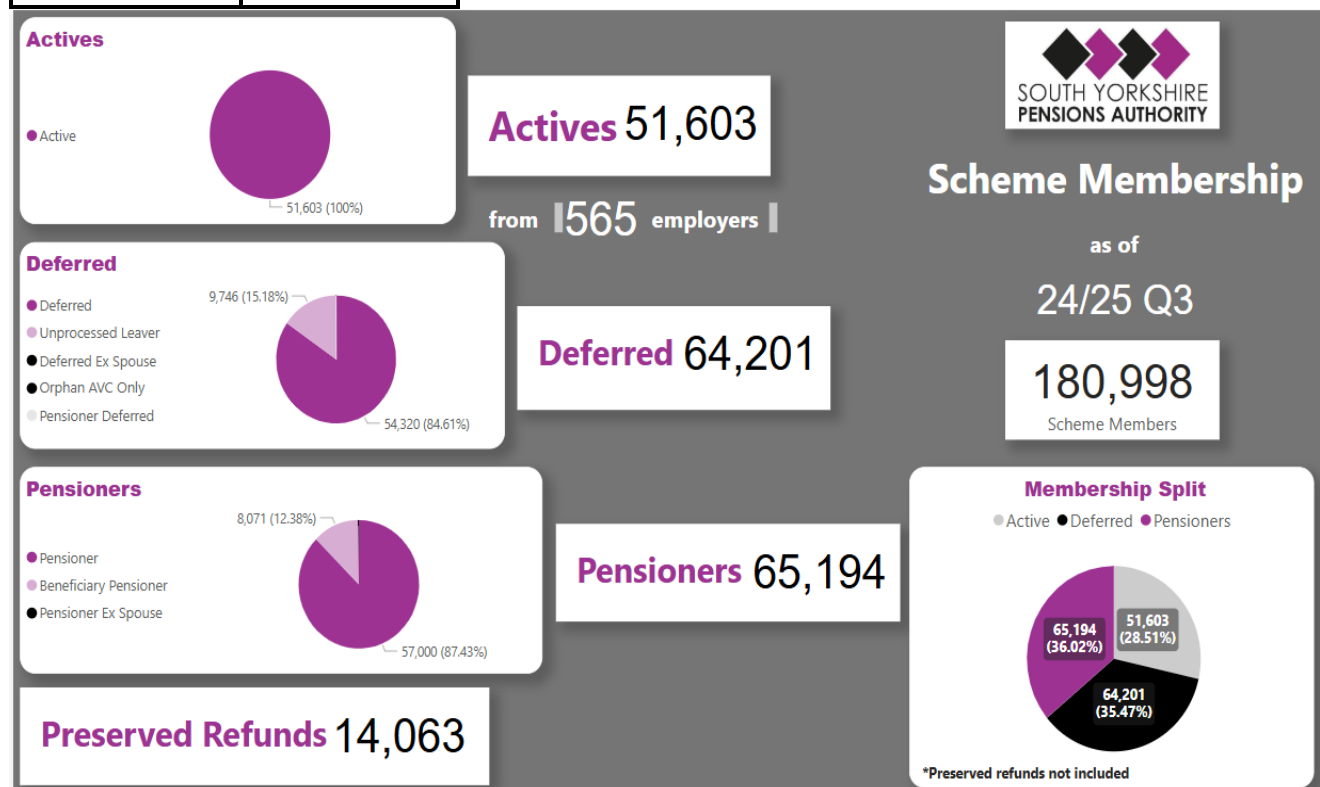 Actives
Active
51,603 (100%)
Actives 51,603
from 565 employers
Deferred
Deferred
Unprocessed Leaver
Deferred Ex Spouse
Orphan AVC Only
Pensioner Deferred
9,746 (15.18%)
54,320 (84.61%)
Deferred 64,201
Pensioners
Pensioner
Beneficiary Pensioner
Pensioner Ex Spouse
8,071 (12.38%)
57,000 (87.43%)
Pensioners 65,194
Preserved Refunds 14,063
SOUTH YORKSHIRE
PENSIONS AUTHORITY
Scheme Membership
as of
24/25 Q3
180,998
Scheme Members
Membership Split
Active Deferred Pensioners
65,194
(36.02%)
51,603
(28.51%)
64,201
(35.47%)
*Preserved refunds not included